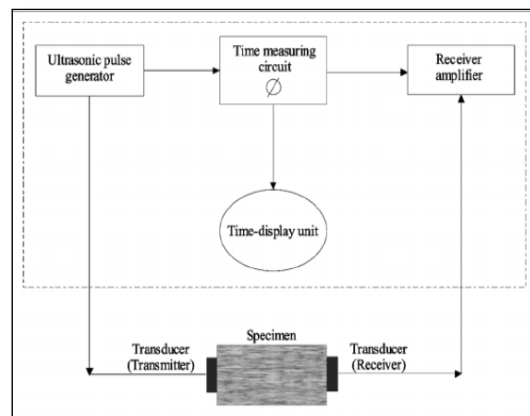 Ultrasonic pulse
generator
Time measuring
circuit
Receiver
amplifier
Time-display unit
Specimen
Transducer
(Transmitter)
Transducer
(Receiver)